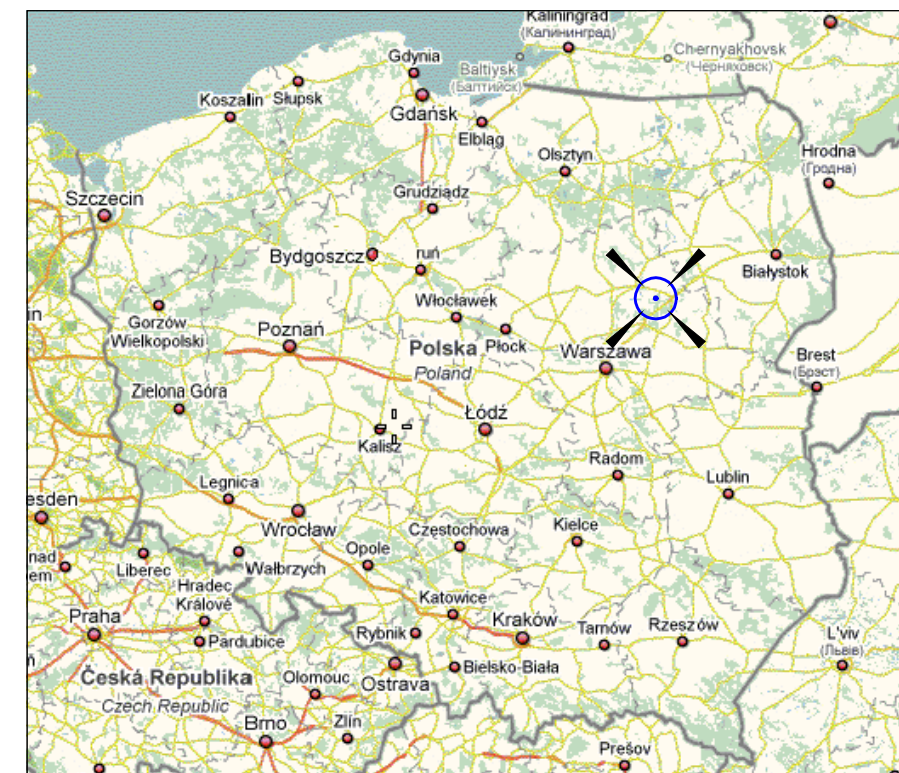 Kaliningrad
(Калининград)
Chernyakhovsk
(Черняховск)
Gdynia
Baltiysk
(Балтийск)
Koszalin
Słupsk
Gdańsk
Elbląg
Olsztyn
Hrodna
(Гродна)
Szczecin
Grudziądz
Bydgoszcz
ruń
Białystok
Włocławek
Gorzów
Wielkopolski
Poznań
Polska
Płock
Poland
Warszawa
Brest
(Брэст)
Zielona Góra
Łódź
Kalisz
Radom
Lublin
Legnica
esden
Wrocław
Częstochowa
Kielce
Opole
nad
em
Liberec
Wałbrzych
Hradec
Králové
Katowice
Praha
Kraków
Rybnik
Tarnów
Rzeszów
Pardubice
L'viv
(Львів)
Bielsko-Biała
Česká Republika
Olomouc
Ostrava
Czech Republic
Brno
Zlín
Prešov